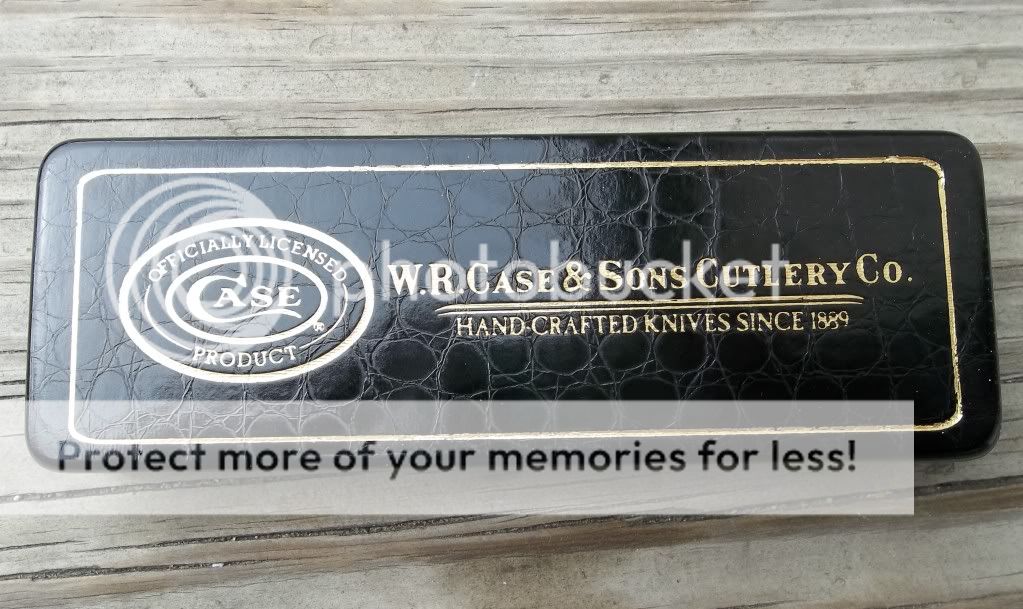 OFFICIALLY LICENSED
CASE
®
PRODUCT
W.R. CASE & SONS CUTLERY CO.
HAND-CRAFTED KNIVES SINCE 1889
photobucket
Protect more of your memories for less!